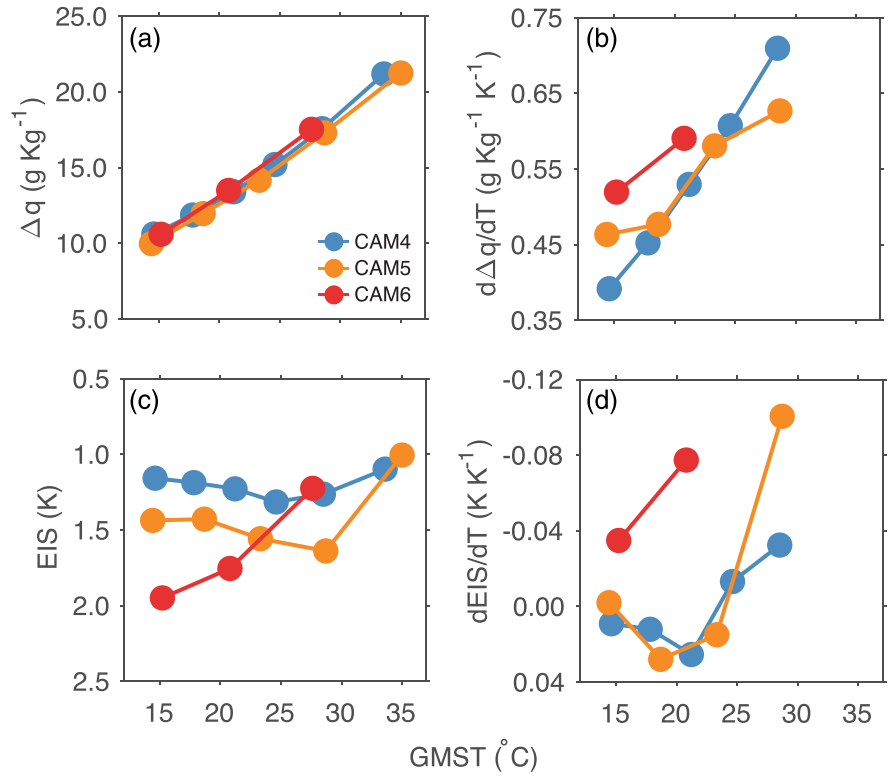 (a)
25.0
20.0
15.0
10.0
5.0
Δq (g Kg⁻¹)
CAM4
CAM5
CAM6
(b)
0.75
0.65
0.55
0.45
0.35
dΔq/dT (g Kg⁻¹ K⁻¹)
(c)
0.5
1.0
1.5
2.0
2.5
EIS (K)
15 20 25 30 35
(d)
-0.12
-0.08
-0.04
0.00
0.04
dEIS/dT (K K⁻¹)
15 20 25 30 35
GMST (°C)